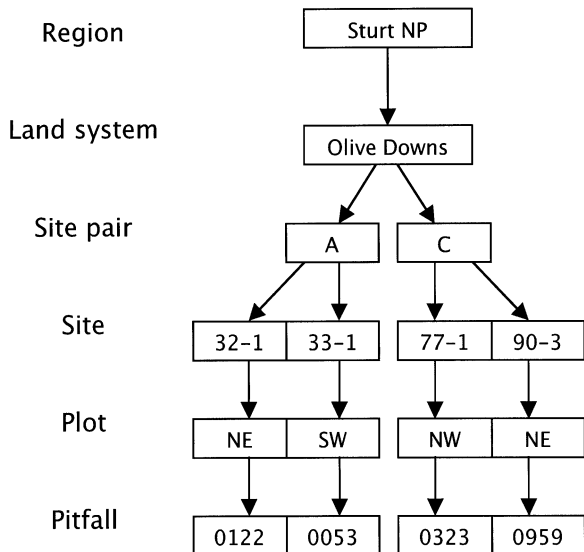 Region
Sturt NP
Land system
Olive Downs
Site pair
A
C
Site
32-1
33-1
77-1
90-3
Plot
NE
SW
NW
NE
Pitfall
0122
0053
0323
0959